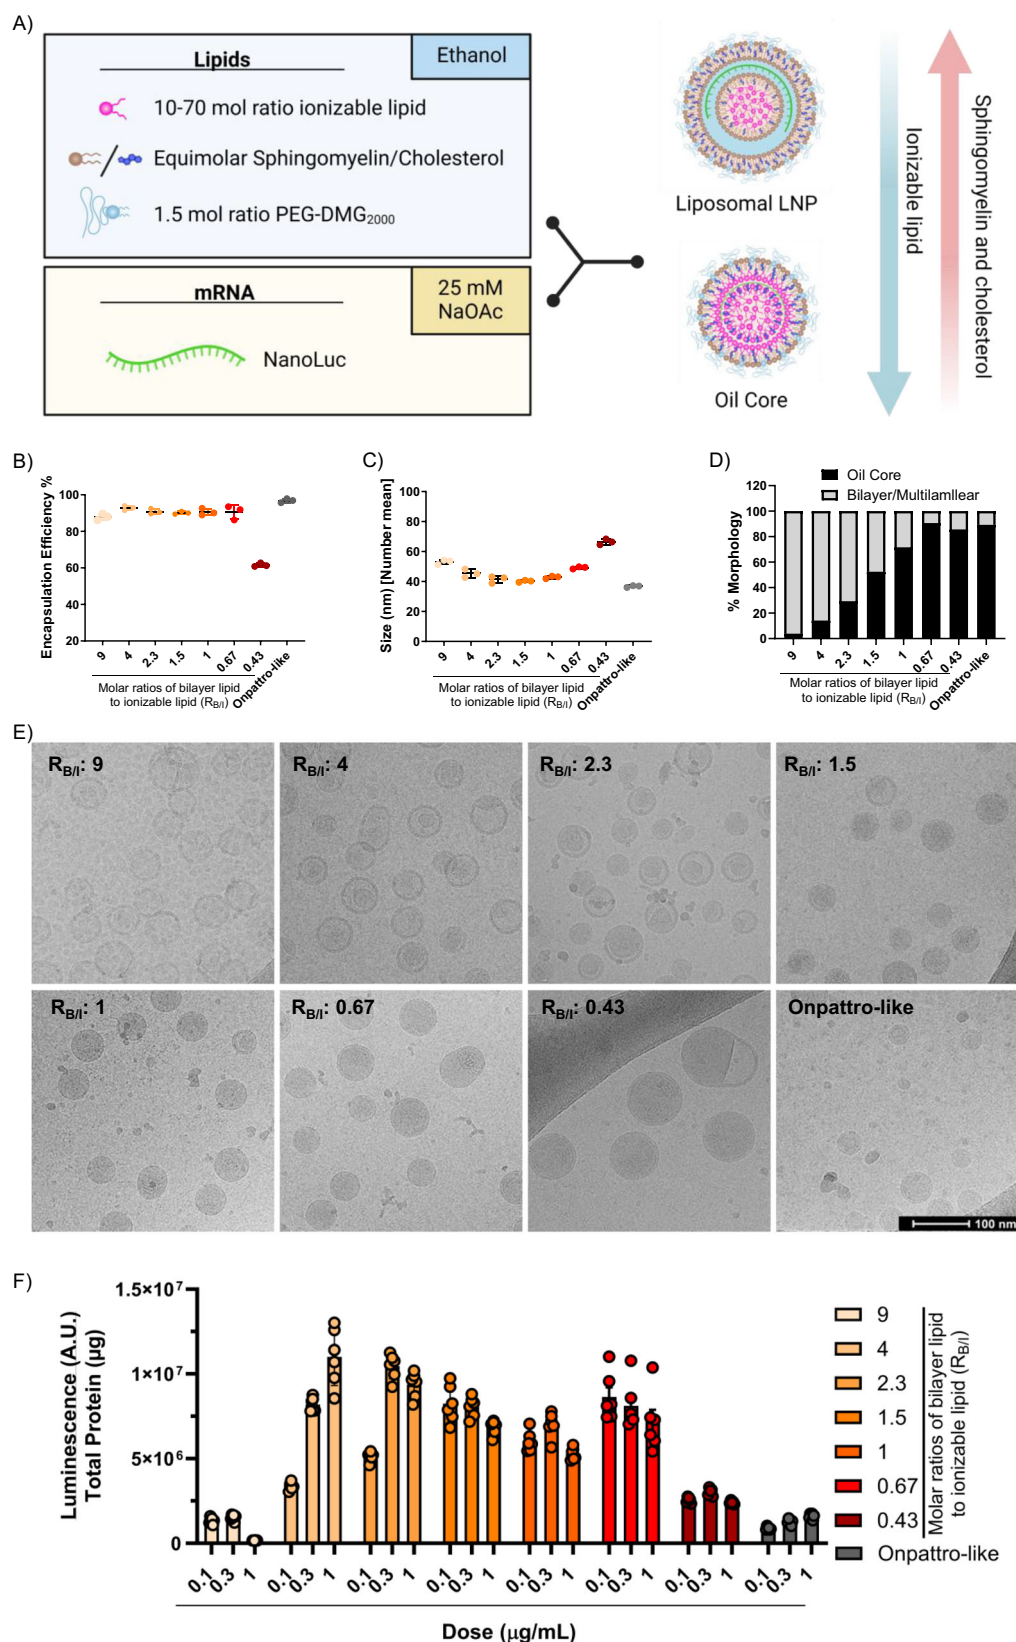 A)
Lipids
Ethanol
10-70 mol ratio ionizable lipid
Equimolar Sphingomyelin/Cholesterol
1.5 mol ratio PEG-DMG2000
mRNA
25 mM
NaOAc
NanoLuc
Liposomal LNP
Oil Core
Ionizable lipid
Sphingomyelin and cholesterol
B)
Encapsulation Efficiency %
100
80
60
40
20
9
4
2.3
1.5
1
0.67
0.43
Onpattro-like
Molar ratios of bilayer lipid
to ionizable lipid (RB/I)
C)
Size (nm) [Number mean]
100
80
60
40
20
0
9
4
2.3
1.5
1
0.67
0.43
Onpattro-like
Molar ratios of bilayer lipid
to ionizable lipid (RB/I)
D)
Oil Core
Bilayer/Multilamllear
% Morphology
120
100
80
60
40
20
0
9
4
2.3
1.5
1
0.67
0.43
Onpattro-like
Molar ratios of bilayer lipid
to ionizable lipid (RB/I)
E)
RB/I: 9
RB/I: 4
RB/I: 2.3
RB/I: 1.5
RB/I: 1
RB/I: 0.67
RB/I: 0.43
Onpattro-like
100 nm
F)
Luminescence (A.U.)
Total Protein (µg)
1.5×10⁷
1×10⁷
5×10⁶
0
0.1
0.3
1
0.1
0.3
1
0.1
0.3
1
0.1
0.3
1
0.1
0.3
1
0.1
0.3
1
0.1
0.3
1
0.1
0.3
1
Dose (µg/mL)
9
4
2.3
1.5
1
0.67
0.43
Onpattro-like
Molar ratios of bilayer lipid
to ionizable lipid (RB/I)